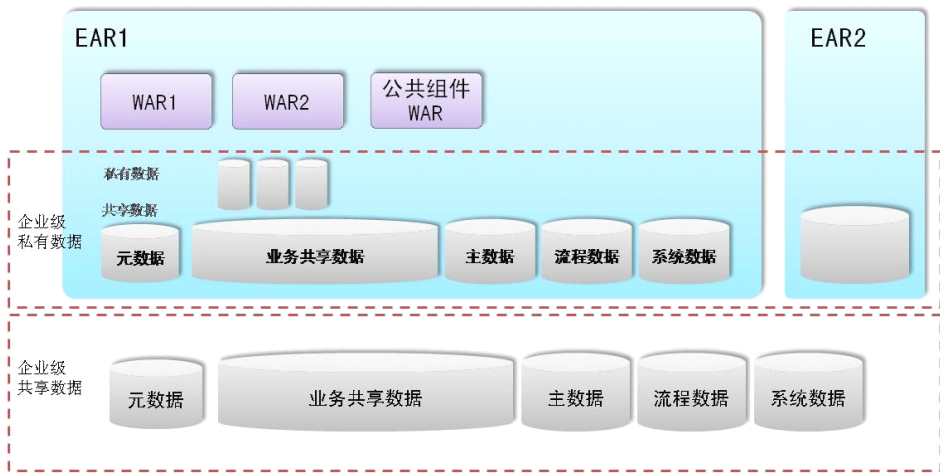 EAR1
EAR2
WAR1
WAR2
公共组件
WAR
私有数据
共享数据
企业级
私有数据
元数据
业务共享数据
主数据
流程数据
系统数据
企业级
共享数据
元数据
业务共享数据
主数据
流程数据
系统数据